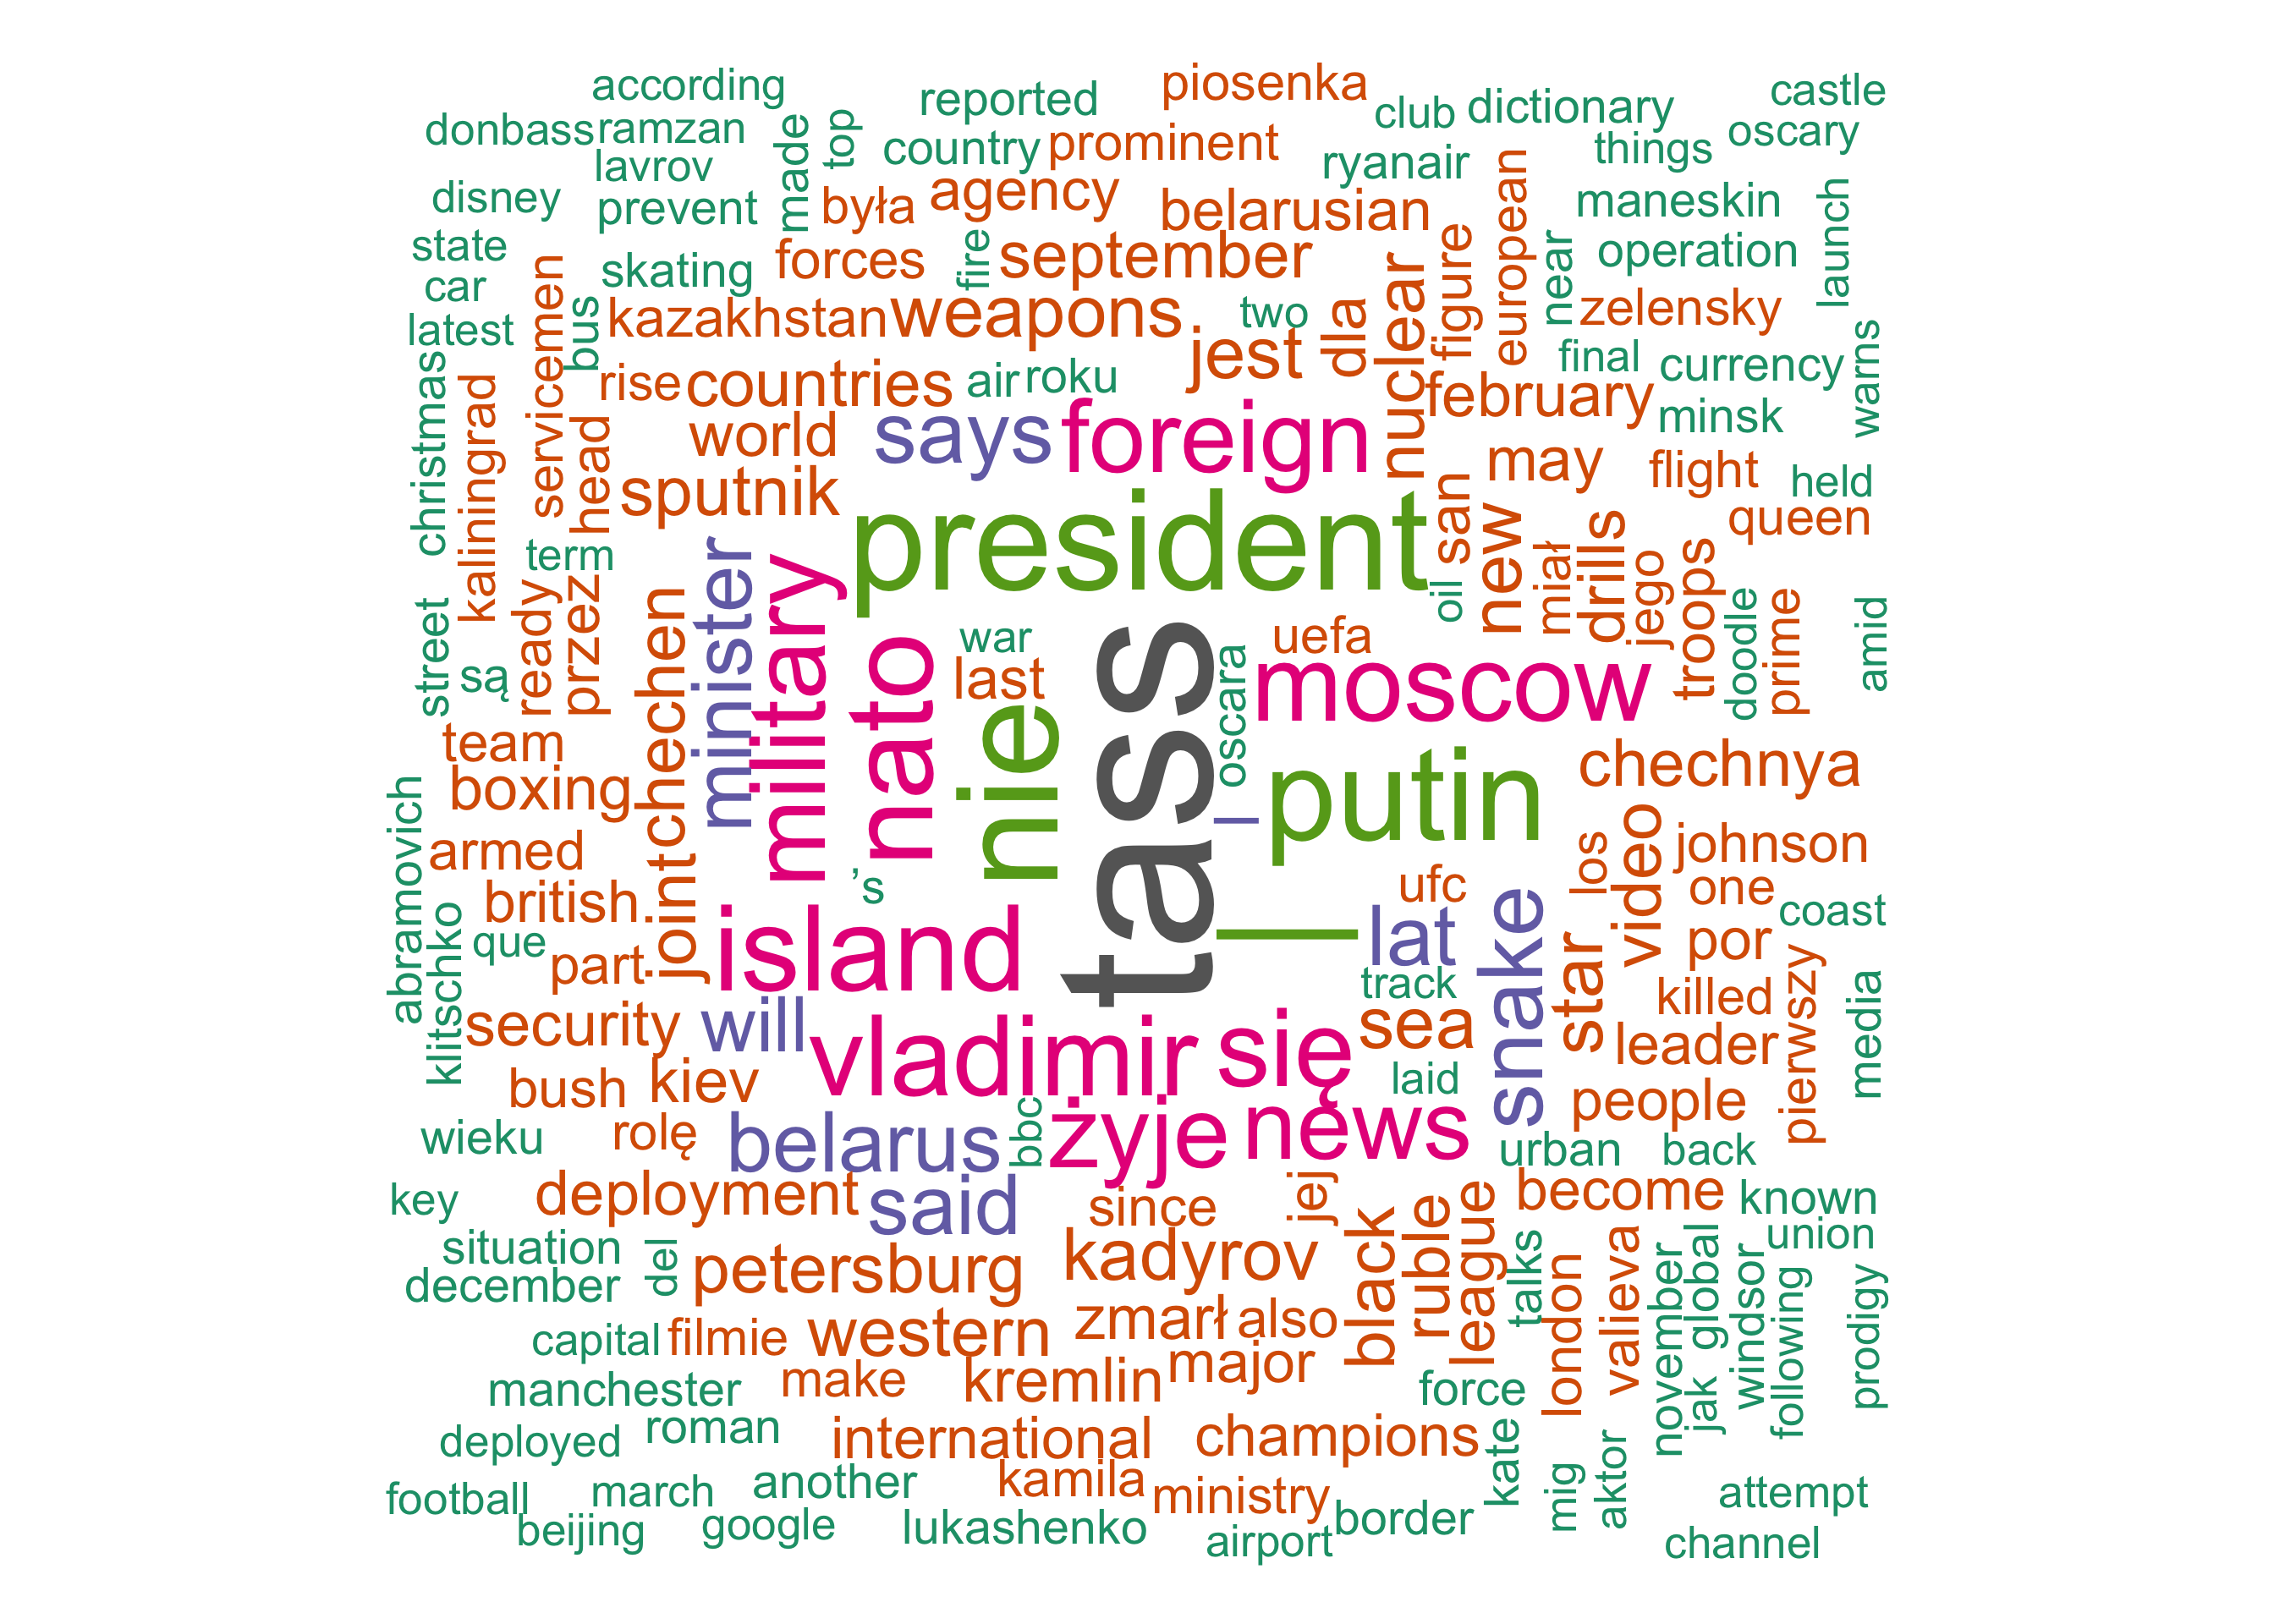 according
reported
piosenka
castle
donbass
ramzan
made
top
country
prominent
club
dictionary
things
oscary
lavrov
ryanair
disney
prevent
była
agency
belarusian
european
maneskin
launch
state
skating
forces
fire
september
figure
near
operation
car
servicemen
bus
kazakhstan
weapons
two
dla
nuclear
zelensky
latest
jest
final
currency
warns
christmas
kaliningrad
rise
countries
air
roku
february
minsk
head
world
says
foreign
may
flight
held
sputnik
president
san
new
drills
queen
term
minister
military
oil
miał
jego
troops
doodle
prime
amid
street
są
ready
przez
chechen
nato
war
last
uefa
oscara
moscow
team
nie
tass
putin
chechnya
boxing
—
abramovich
armed
joint
's
ufc
los
video
johnson
british
one
klitschko
que
part
island
—
lat
snake
star
por
coast
track
killed
pierwszy
media
security
will
vladimir
się
sea
leader
bush
kiev
laid
people
wieku
rolę
belarus
bbc
żyje
news
urban
back
key
deployment
said
since
jej
become
known
situation
del
petersburg
kadyrov
black
ruble
league
talks
london
valieva
november
global
windsor
union
december
capital
filmie
western
zmarł
also
jak
following
prodigy
manchester
make
kremlin
major
force
deployed
roman
international
champions
kate
mig
aktor
football
march
another
kamila
ministry
border
attempt
beijing
google
lukashenko
airport
channel